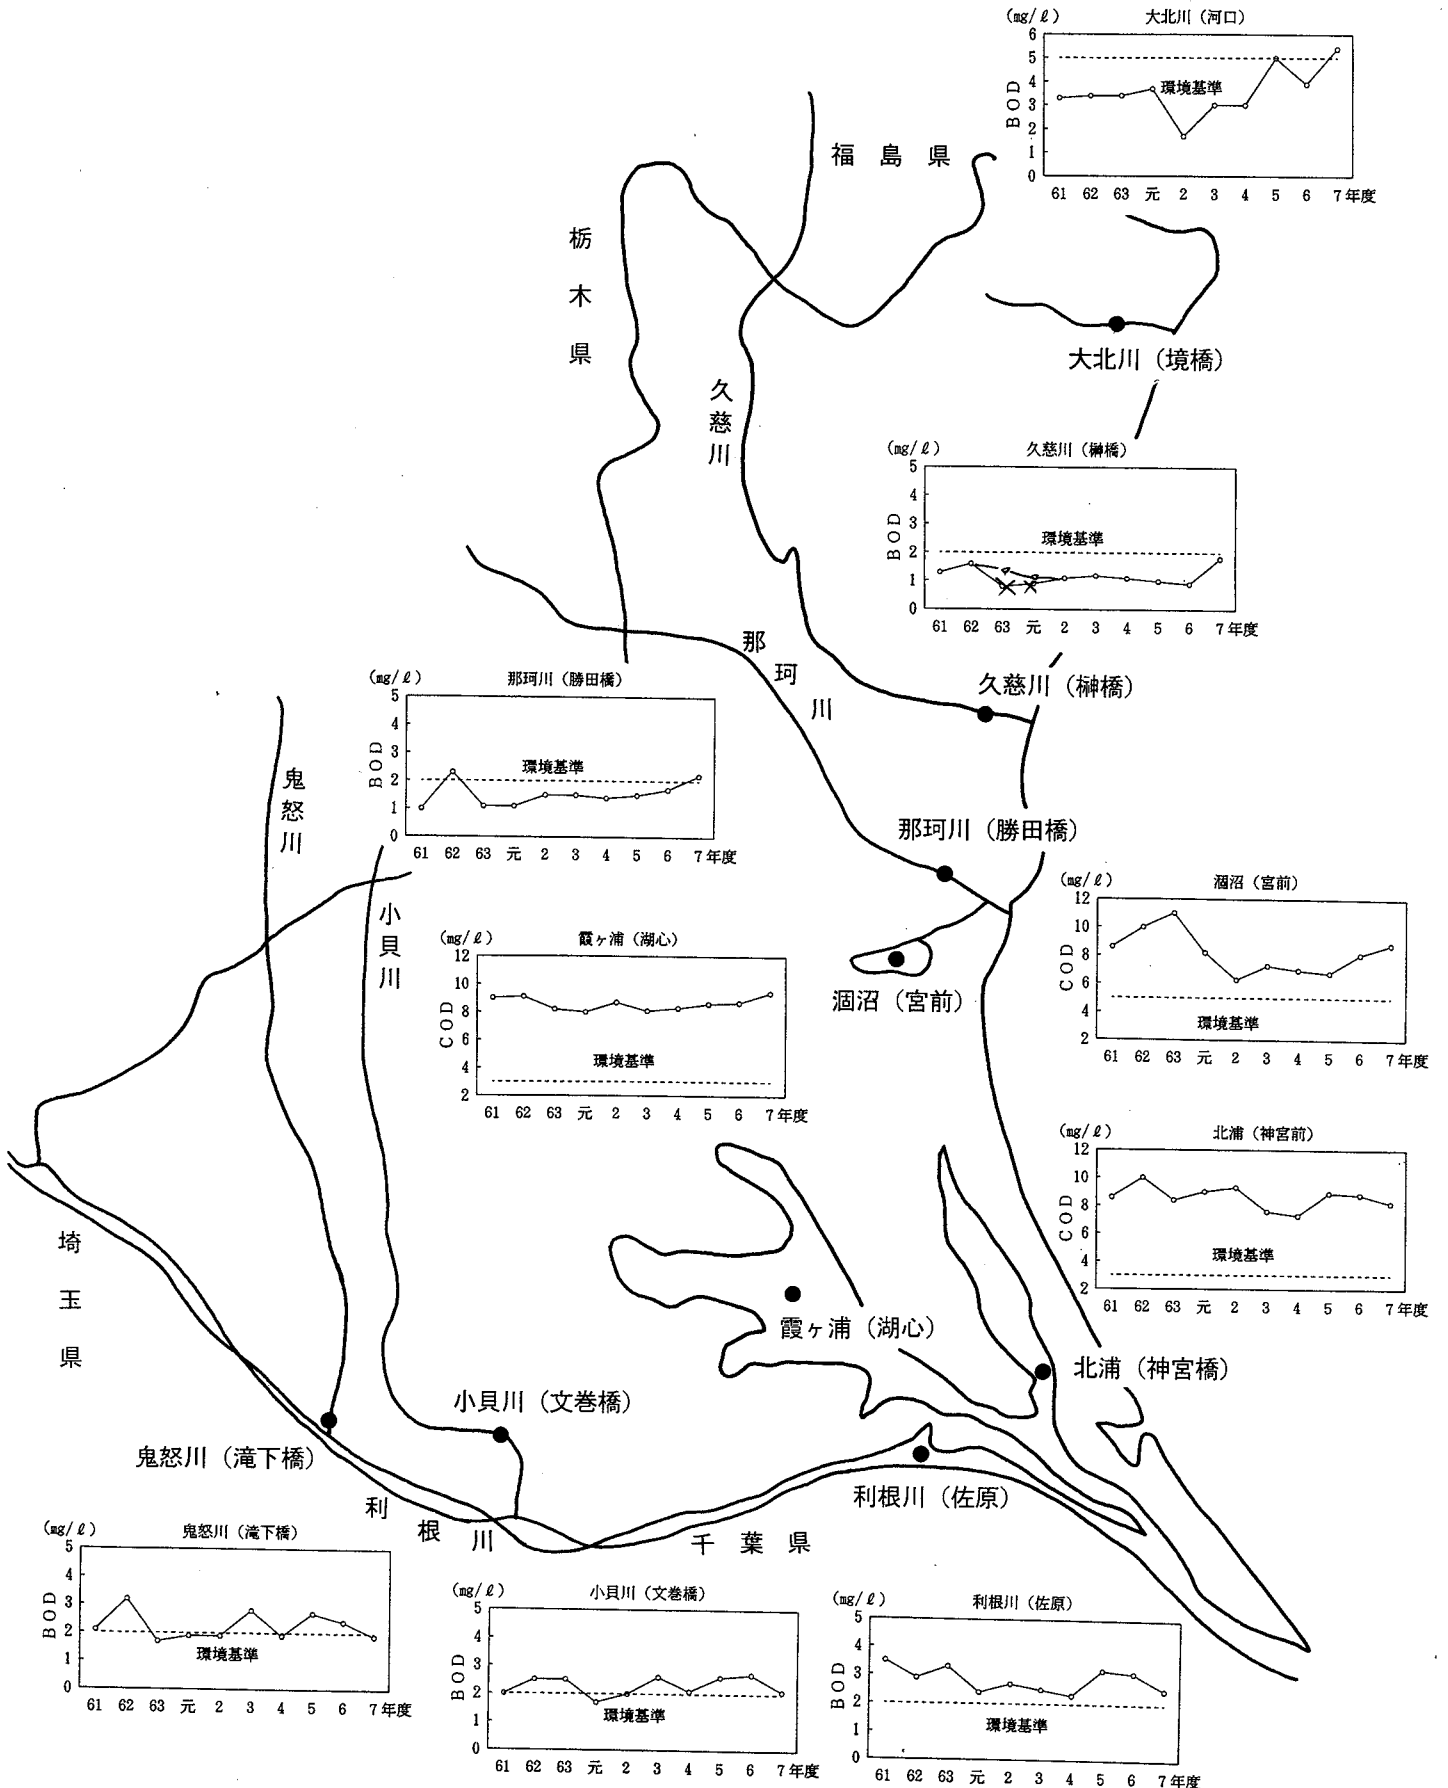 (mg/ℓ) 大北川（河口）
6
5
4
3
2
1
0
BOD
環境基準
61 62 63 元 2 3 4 5 6 7年度
福島県
栃木県
大北川（境橋）
久慈川
(mg/ℓ) 久慈川（榊橋）
5
4
3
2
1
0
BOD
環境基準
61 62 63 元 2 3 4 5 6 7年度
那珂川
久慈川（榊橋）
(mg/ℓ) 那珂川（勝田橋）
5
4
3
2
1
0
BOD
環境基準
61 62 63 元 2 3 4 5 6 7年度
鬼怒川
那珂川（勝田橋）
小貝川
(mg/ℓ) 涸沼（宮前）
12
10
8
6
4
2
COD
環境基準
61 62 63 元 2 3 4 5 6 7年度
(mg/ℓ) 霞ヶ浦（湖心）
12
10
8
6
4
2
COD
環境基準
61 62 63 元 2 3 4 5 6 7年度
涸沼（宮前）
(mg/ℓ) 北浦（神宮前）
12
10
8
6
4
2
COD
環境基準
61 62 63 元 2 3 4 5 6 7年度
埼玉県
霞ヶ浦（湖心）
北浦（神宮橋）
小貝川（文巻橋）
鬼怒川（滝下橋）
利根川（佐原）
利根川
千葉県
(mg/ℓ) 鬼怒川（滝下橋）
5
4
3
2
1
0
BOD
環境基準
61 62 63 元 2 3 4 5 6 7年度
(mg/ℓ) 小貝川（文巻橋）
5
4
3
2
1
0
BOD
環境基準
61 62 63 元 2 3 4 5 6 7年度
(mg/ℓ) 利根川（佐原）
5
4
3
2
1
0
BOD
環境基準
61 62 63 元 2 3 4 5 6 7年度